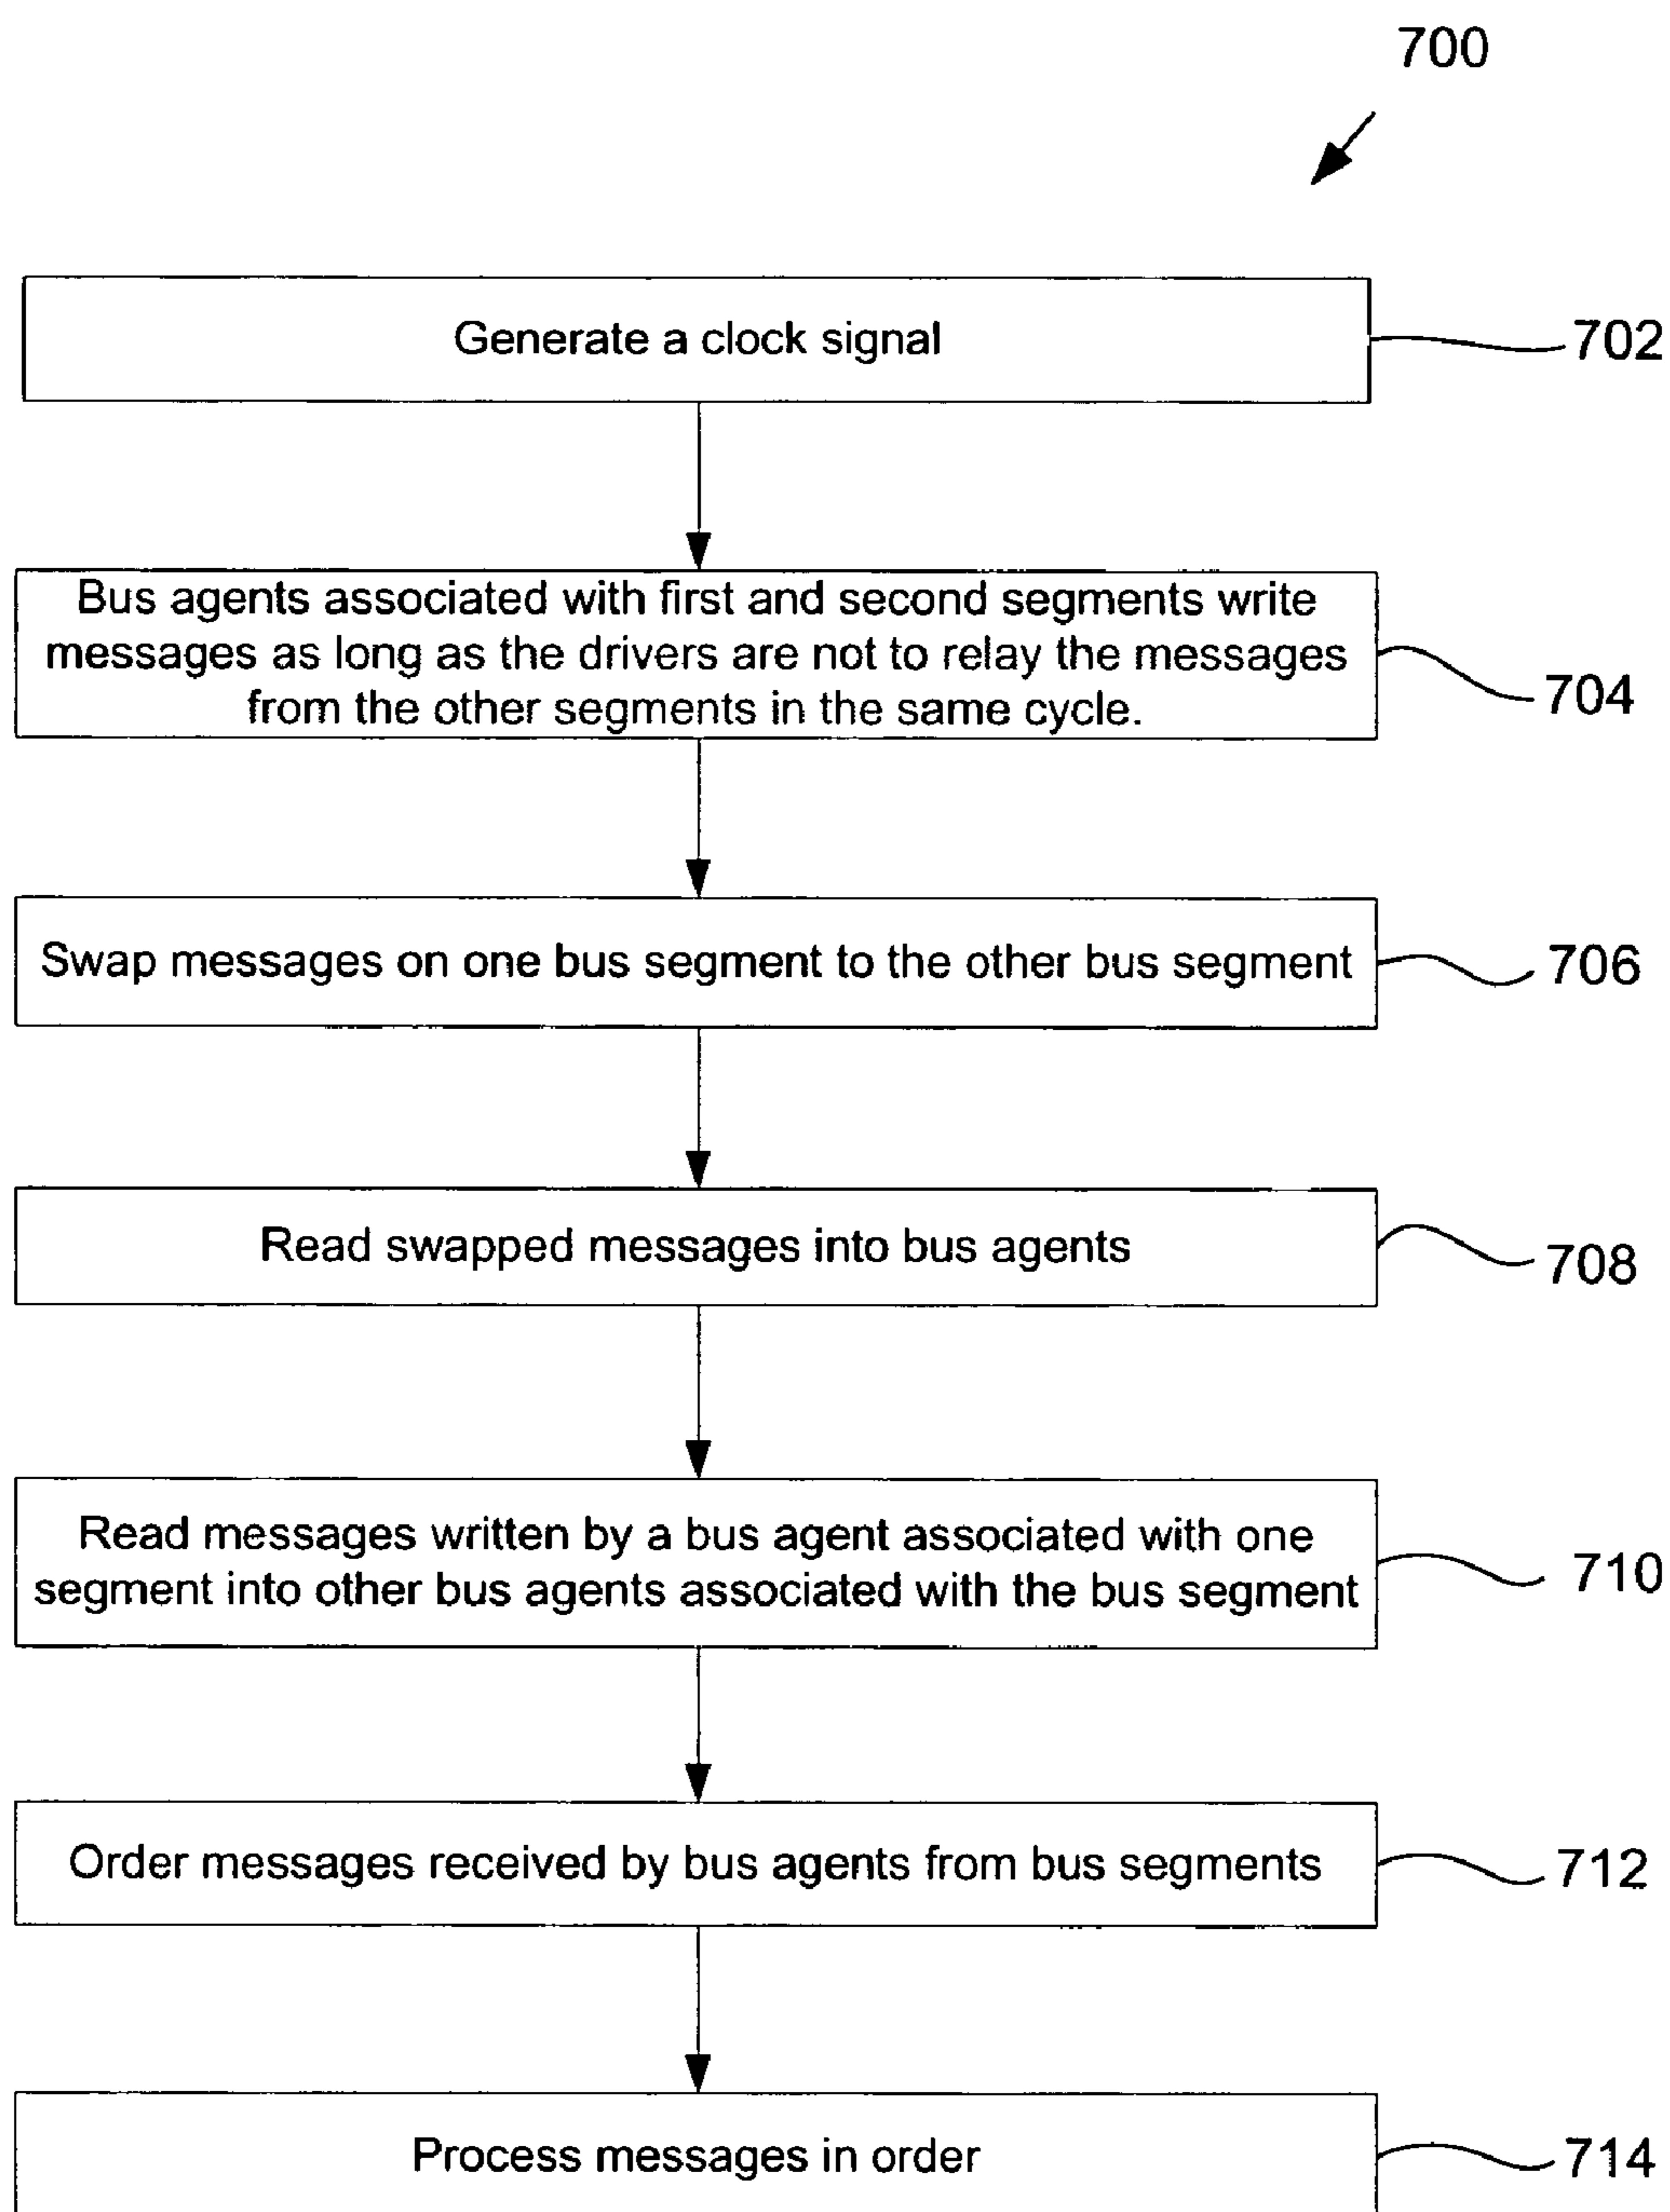 700
Generate a clock signal
702
Bus agents associated with first and second segments write
messages as long as the drivers are not to relay the messages
from the other segments in the same cycle.
704
Swap messages on one bus segment to the other bus segment
706
Read swapped messages into bus agents
708
Read messages written by a bus agent associated with one
segment into other bus agents associated with the bus segment
710
Order messages received by bus agents from bus segments
712
Process messages in order
714